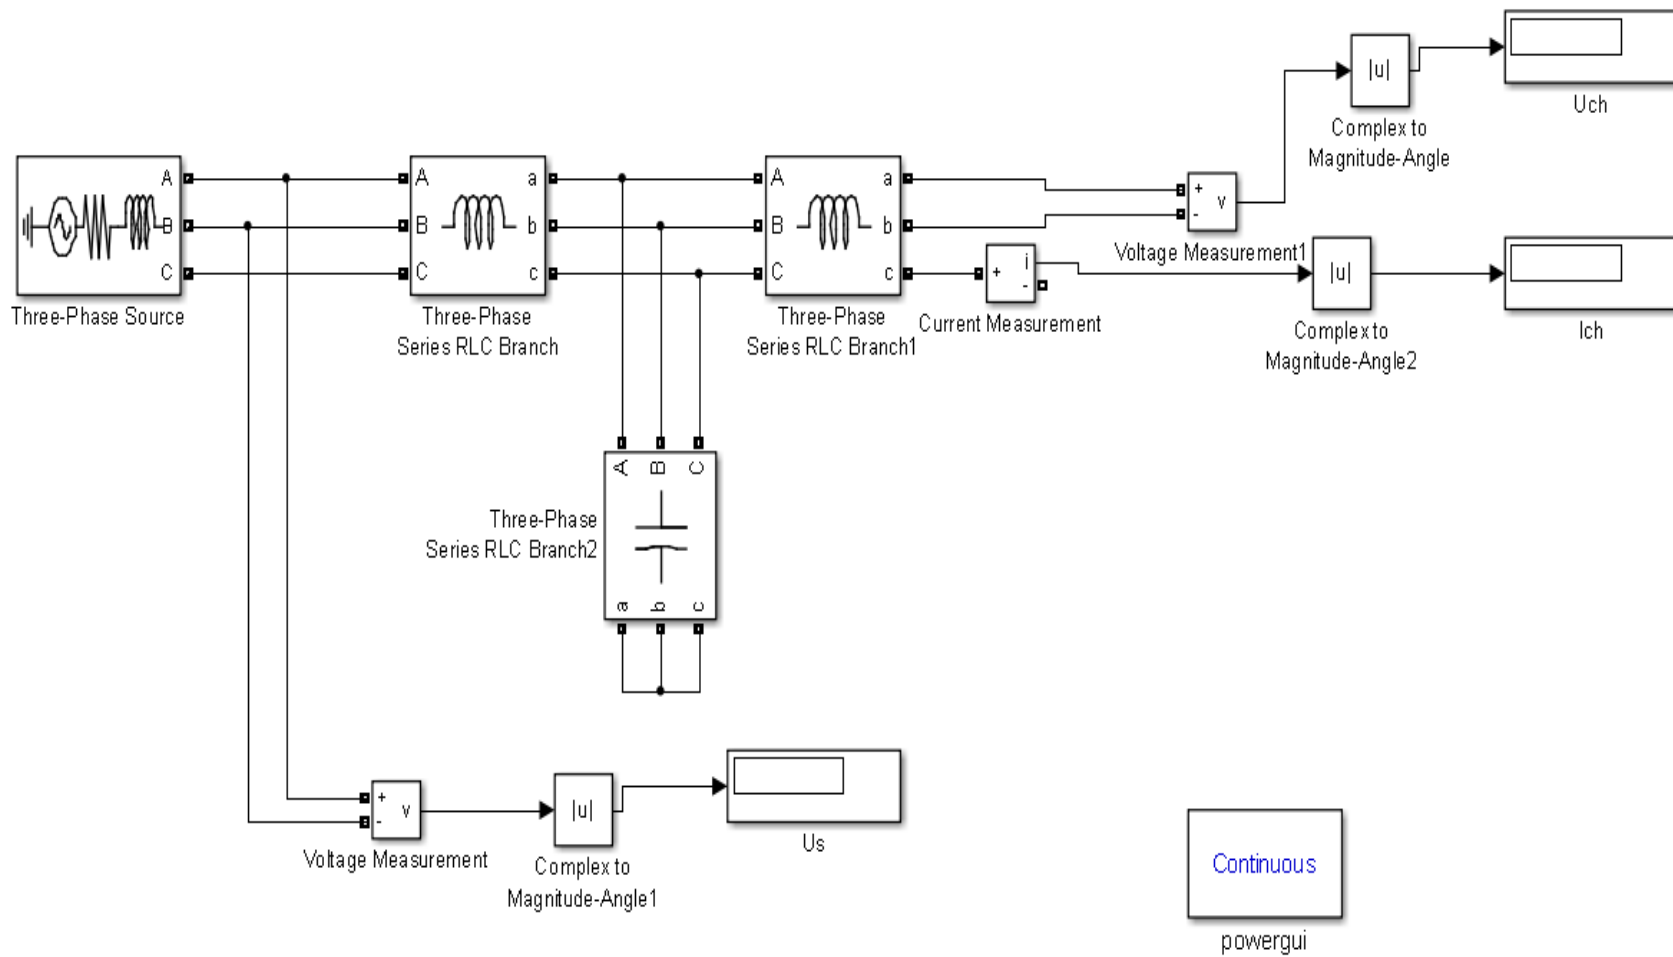 |u|
Uch
Complex to
Magnitude-Angle
A
B
C
Three-Phase Source
A
B
C
a
b
c
Three-Phase
Series RLC Branch
A
B
C
a
b
c
Three-Phase
Series RLC Branch1
+
-
v
Voltage Measurement1
+
i
-
Current Measurement
|u|
Complex to
Magnitude-Angle2
Ich
A
B
C
a
b
c
Three-Phase
Series RLC Branch2
+
-
v
Voltage Measurement
|u|
Complex to
Magnitude-Angle1
Us
Continuous
powergui